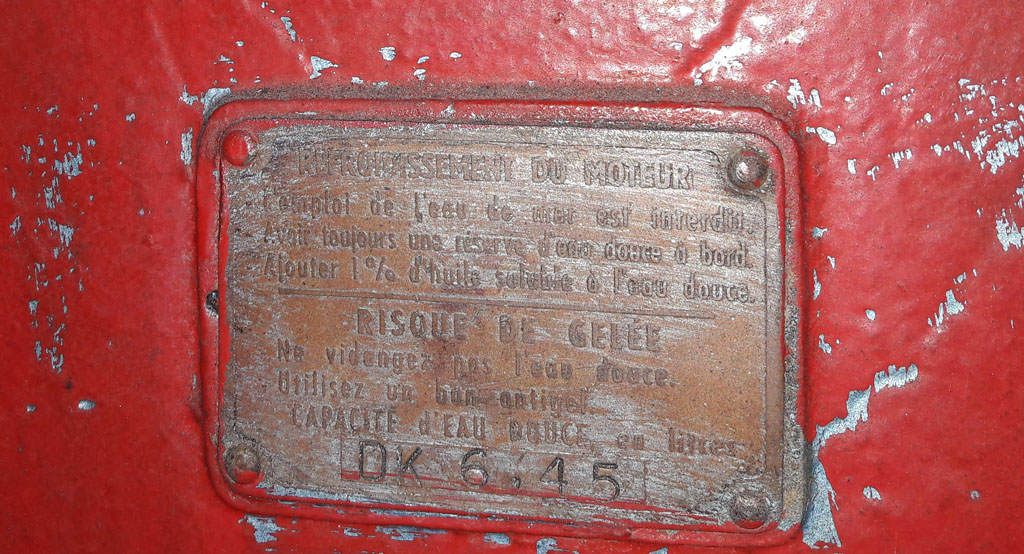 REFROIDISSEMENT DU MOTEUR
L'emploi de l'eau de mer est interdit.
Avoir toujours une réserve d'eau douce à bord.
Ajouter 1% d'huile soluble à l'eau douce.
RISQUE DE GELÉE
Ne vidangez pas l'eau douce.
Utilisez un bon antigel.
CAPACITÉ d'EAU DOUCE en litres
DK 6 : 45